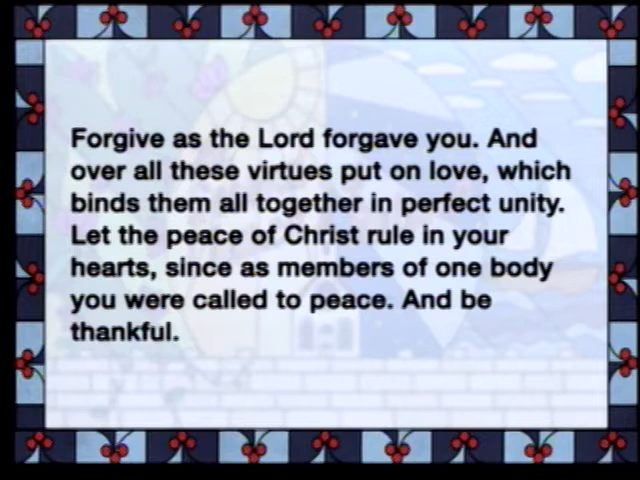 Forgive as the Lord forgave you. And
over all these virtues put on love, which
binds them all together in perfect unity.
Let the peace of Christ rule in your
hearts, since as members of one body
you were called to peace. And be
thankful.